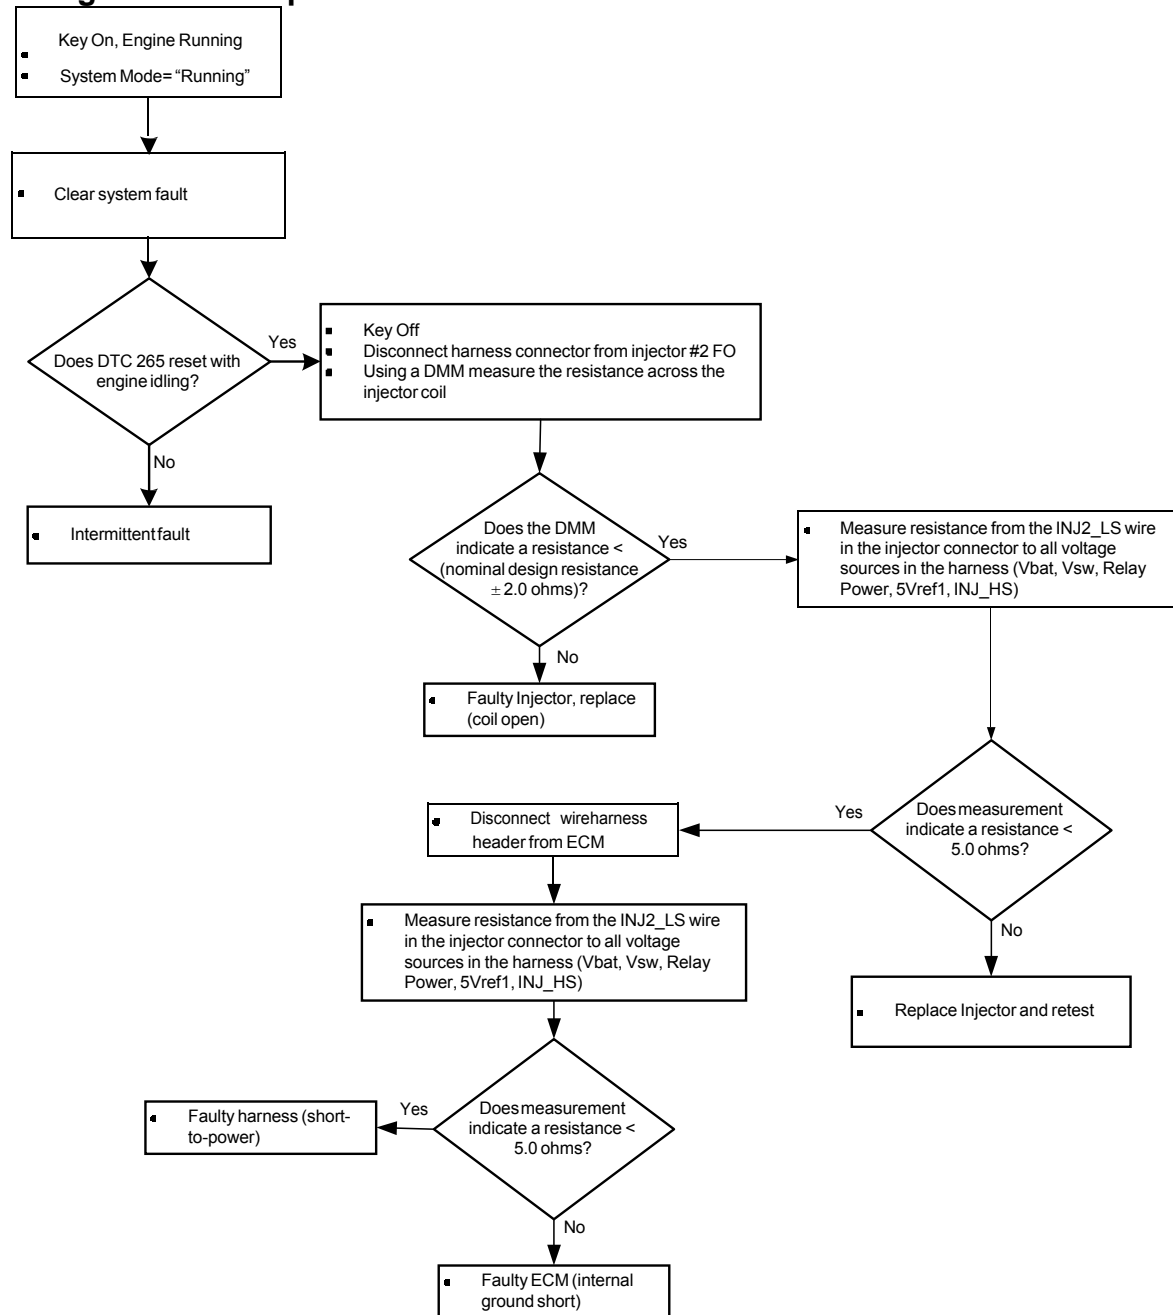 Key On, Engine Running
System Mode= “Running”
Clear system fault
Does DTC 265 reset with
engine idling?
Yes
No
Intermittent fault
Key Off
Disconnect harness connector from injector #2 FO
Using a DMM measure the resistance across the
injector coil
Does the DMM
indicate a resistance <
(nominal design resistance
± 2.0 ohms)?
Yes
No
Faulty Injector, replace
(coil open)
Measure resistance from the INJ2_LS wire
in the injector connector to all voltage
sources in the harness (Vbat, Vsw, Relay
Power, 5Vref1, INJ_HS)
Does measurement
indicate a resistance <
5.0 ohms?
Yes
No
Replace Injector and retest
Disconnect wireharness
header from ECM
Measure resistance from the INJ2_LS wire
in the injector connector to all voltage
sources in the harness (Vbat, Vsw, Relay
Power, 5Vref1, INJ_HS)
Does measurement
indicate a resistance <
5.0 ohms?
Yes
Faulty harness (short-
to-power)
No
Faulty ECM (internal
ground short)